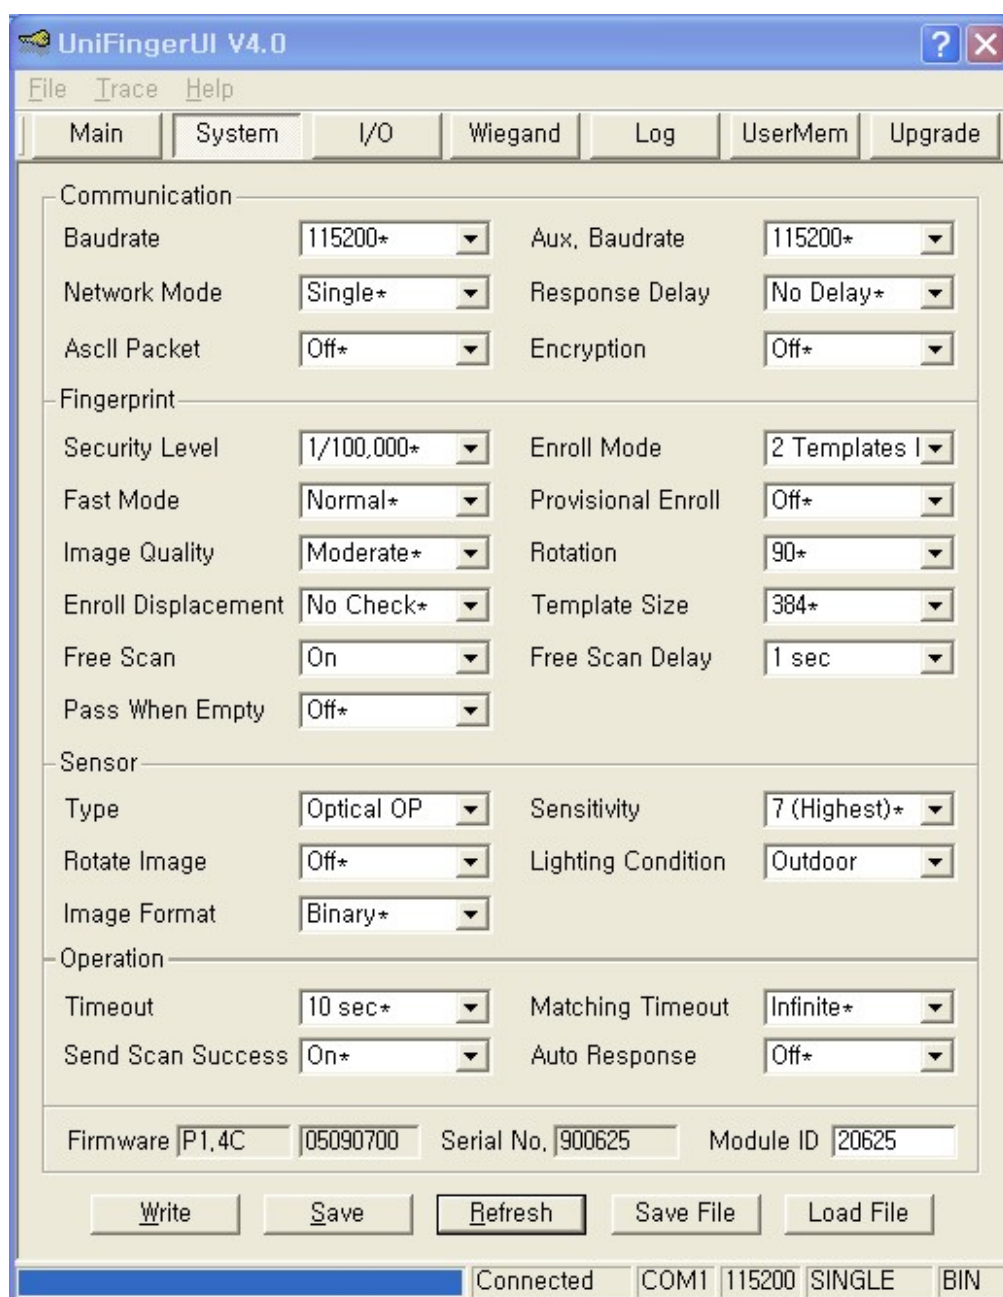 UniFingerUI V4.0
File Trace Help
Main System I/O Wiegand Log UserMem Upgrade
Communication
Baudrate 115200* Aux, Baudrate 115200*
Network Mode Single* Response Delay No Delay*
AscII Packet Off* Encryption Off*
Fingerprint
Security Level 1/100,000* Enroll Mode 2 Templates
Fast Mode Normal* Provisional Enroll Off*
Image Quality Moderate* Rotation 90*
Enroll Displacement No Check* Template Size 384*
Free Scan On Free Scan Delay 1 sec
Pass When Empty Off*
Sensor
Type Optical OP Sensitivity 7 (Highest)*
Rotate Image Off* Lighting Condition Outdoor
Image Format Binary*
Operation
Timeout 10 sec* Matching Timeout Infinite*
Send Scan Success On* Auto Response Off*
Firmware P1,4C 05090700 Serial No, 900625 Module ID 20625
Write Save Refresh Save File Load File
Connected COM1 115200 SINGLE BIN